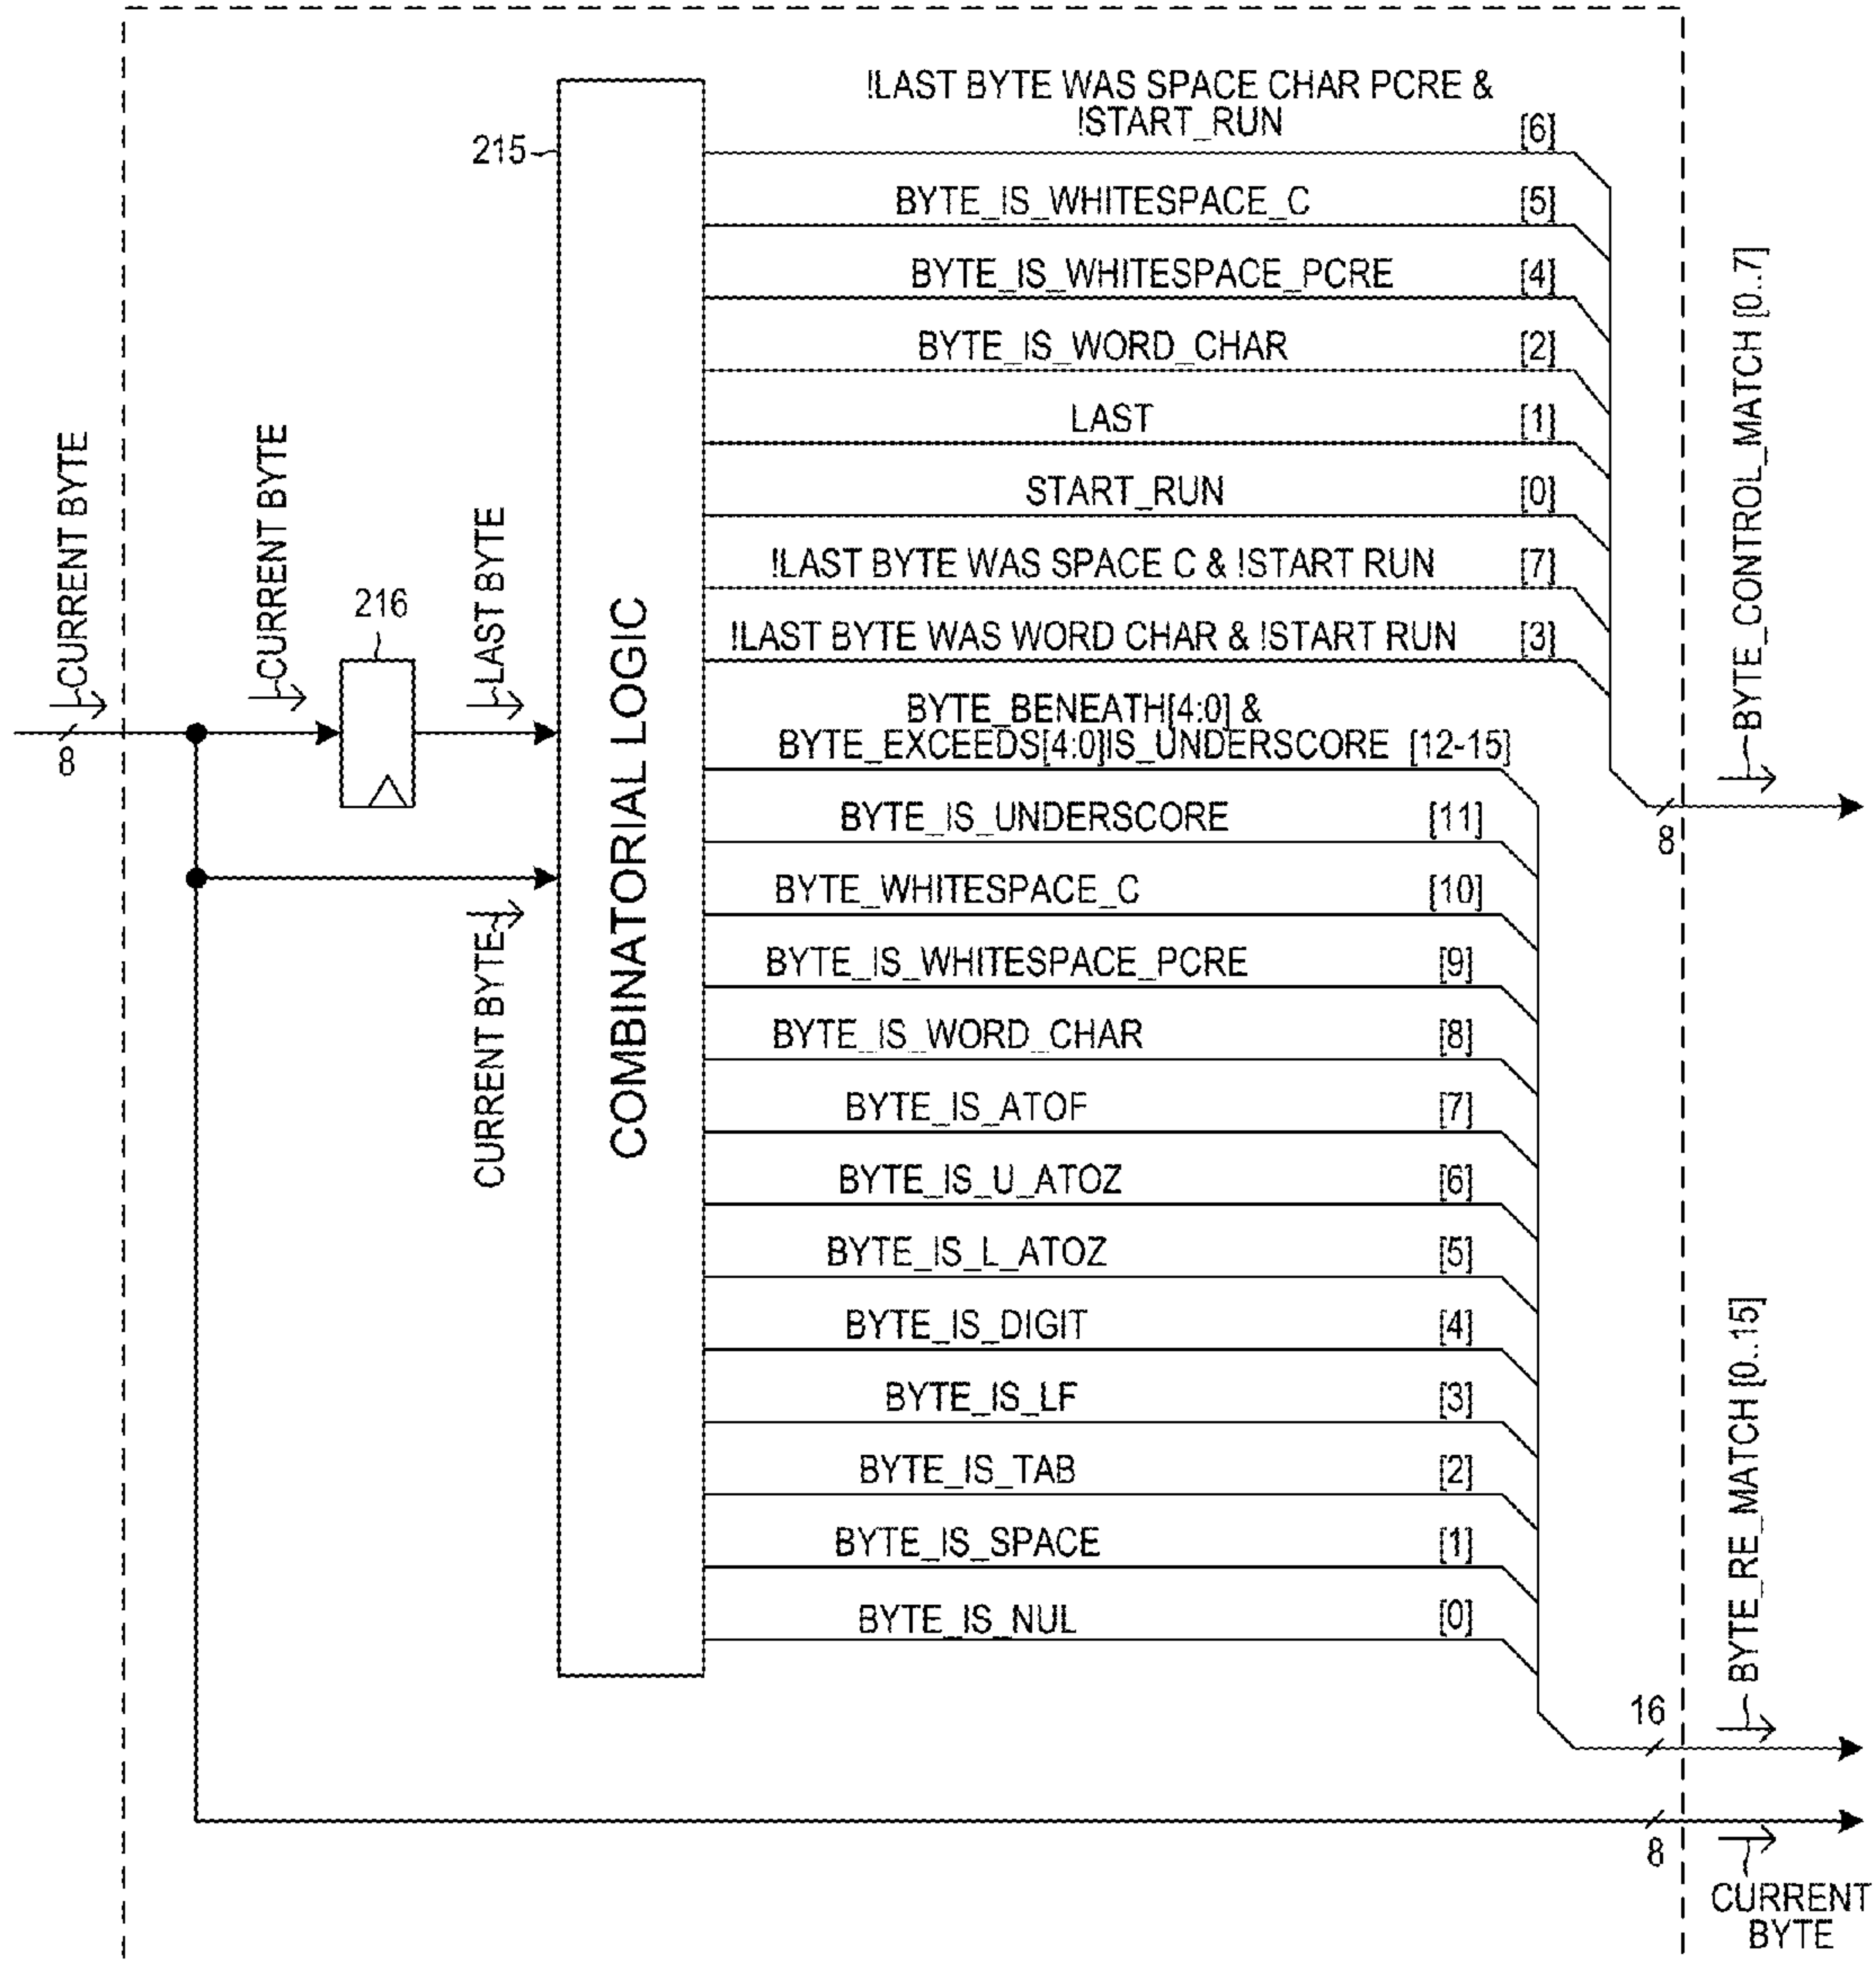 !LAST BYTE WAS SPACE CHAR PCRE &
!START_RUN [6]
215
BYTE_IS_WHITESPACE_C [5]
BYTE_IS_WHITESPACE_PCRE [4]
BYTE_IS_WORD_CHAR [2]
LAST [1]
START_RUN [0]
!LAST BYTE WAS SPACE C & !START RUN [7]
!LAST BYTE WAS WORD CHAR & !START RUN [3]
BYTE_BENEATH[4:0] &
BYTE_EXCEEDS[4:0]IS_UNDERSCORE [12-15]
BYTE_IS_UNDERSCORE [11]
BYTE_WHITESPACE_C [10]
BYTE_IS_WHITESPACE_PCRE [9]
BYTE_IS_WORD_CHAR [8]
BYTE_IS_ATOF [7]
BYTE_IS_U_ATOZ [6]
BYTE_IS_L_ATOZ [5]
BYTE_IS_DIGIT [4]
BYTE_IS_LF [3]
BYTE_IS_TAB [2]
BYTE_IS_SPACE [1]
BYTE_IS_NUL [0]
CURRENT BYTE
8
CURRENT BYTE
216
LAST BYTE
CURRENT BYTE
COMBINATORIAL LOGIC
BYTE_CONTROL_MATCH [0..7]
8
BYTE_RE_MATCH [0..15]
16
8
CURRENT
BYTE